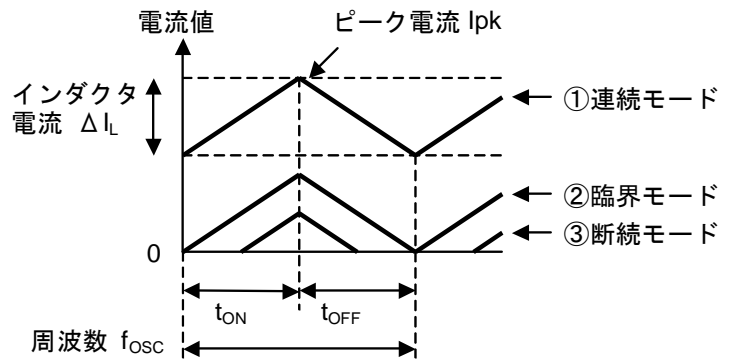 電流値
ピーク電流 Ipk
インダクタ
電流 ΔIL
①連続モード
②臨界モード
③断続モード
0
tON
tOFF
周波数 fOSC